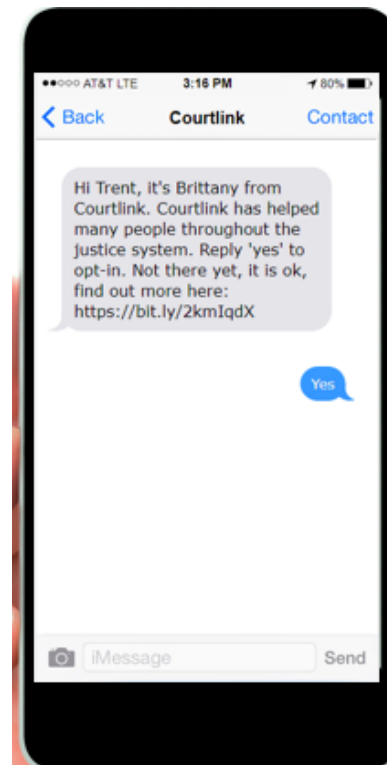 AT&T LTE 3:16 PM 80%
Back Courtlink Contact
Hi Trent, it's Brittany from
Courtlink. Courtlink has helped
many people throughout the
justice system. Reply 'yes' to
opt-in. Not there yet, it is ok,
find out more here:
https://bit.ly/2kmIqdX
Yes
iMessage Send